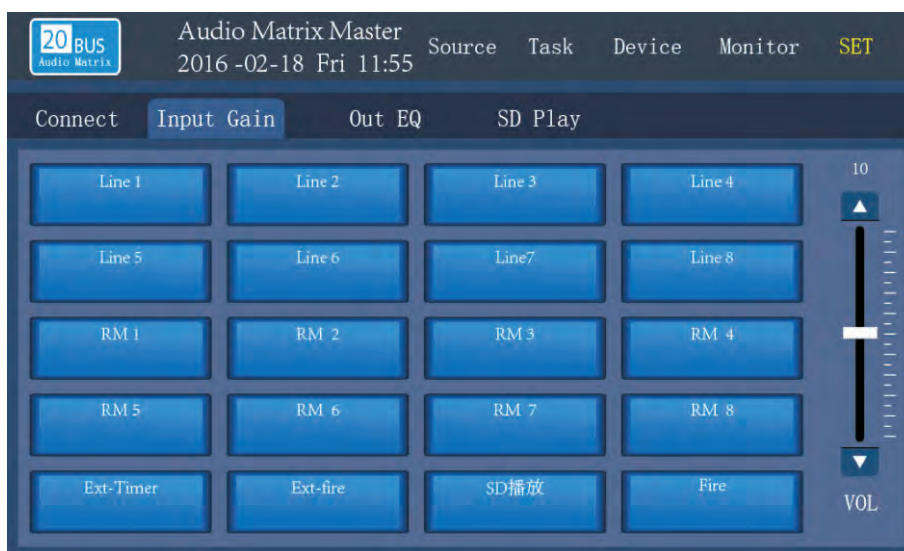 20 BUS
Audio Matrix
Audio Matrix Master
2016 -02-18 Fri 11:55
Source Task Device Monitor SET
Connect Input Gain Out EQ SD Play
Line 1 Line 2 Line 3 Line 4
10
Line 5 Line 6 Line7 Line 8
RM 1 RM 2 RM 3 RM 4
RM 5 RM 6 RM 7 RM 8
Ext-Timer Ext-fire SD播放 Fire
VOL